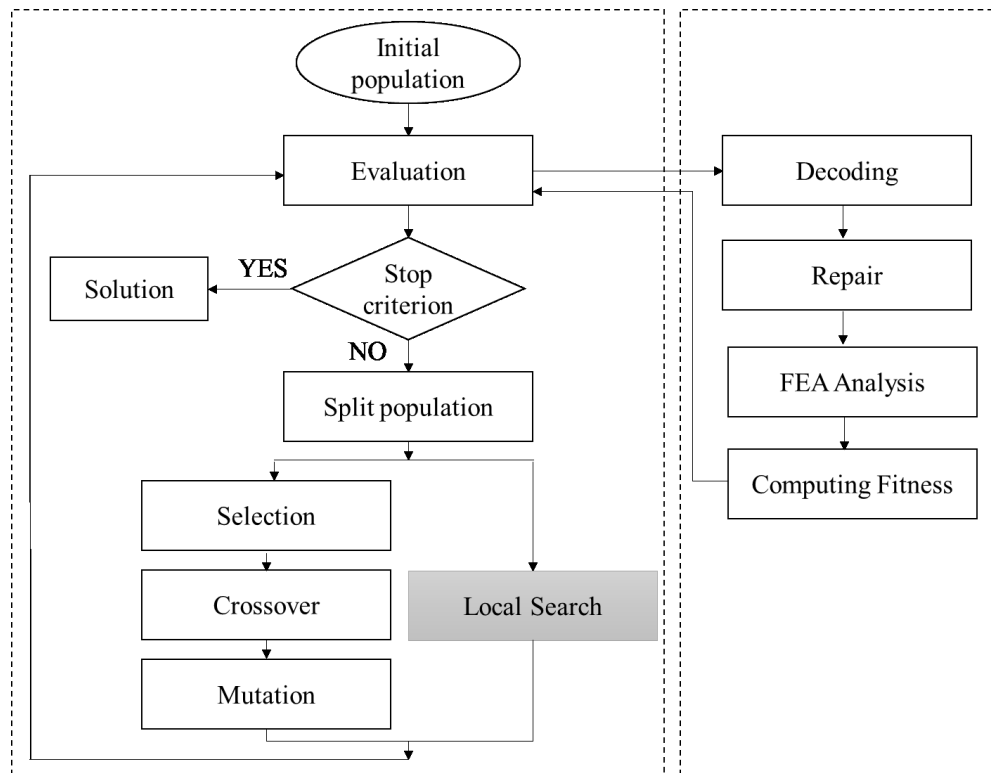 Initial
population
Evaluation
Decoding
YES
Stop
criterion
Solution
Repair
NO
Split population
FEA Analysis
Computing Fitness
Selection
Crossover
Local Search
Mutation